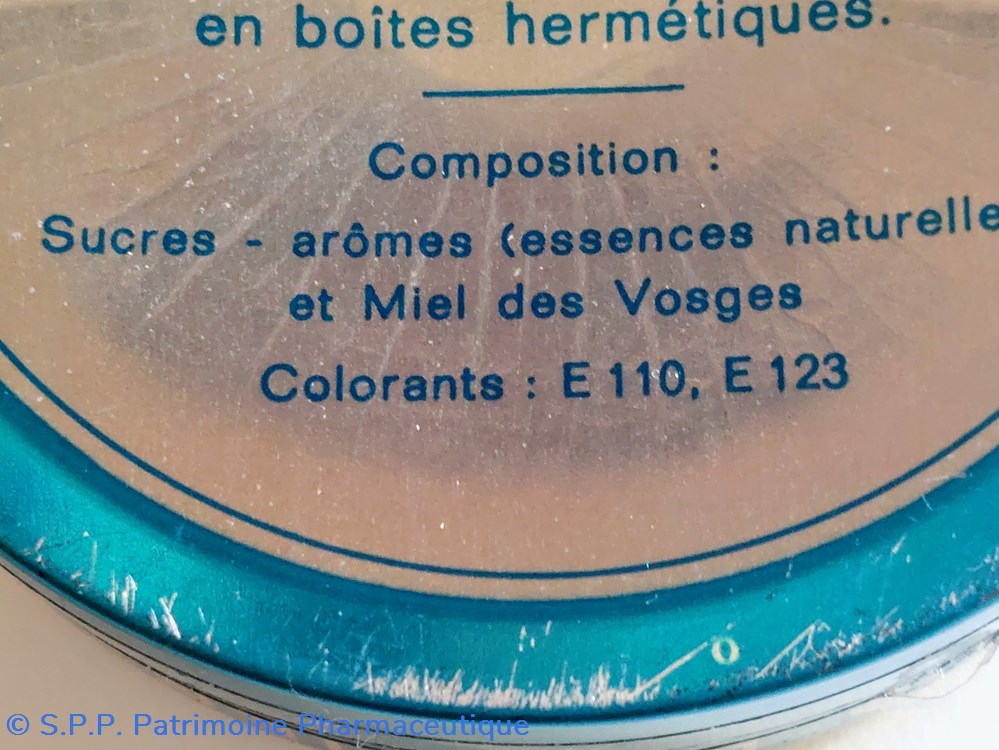 en boîtes hermétiques.
Composition :
Sucres - arômes (essences naturelle
et Miel des Vosges
Colorants : E 110, E 123
© S.P.P. Patrimoine Pharmaceutique